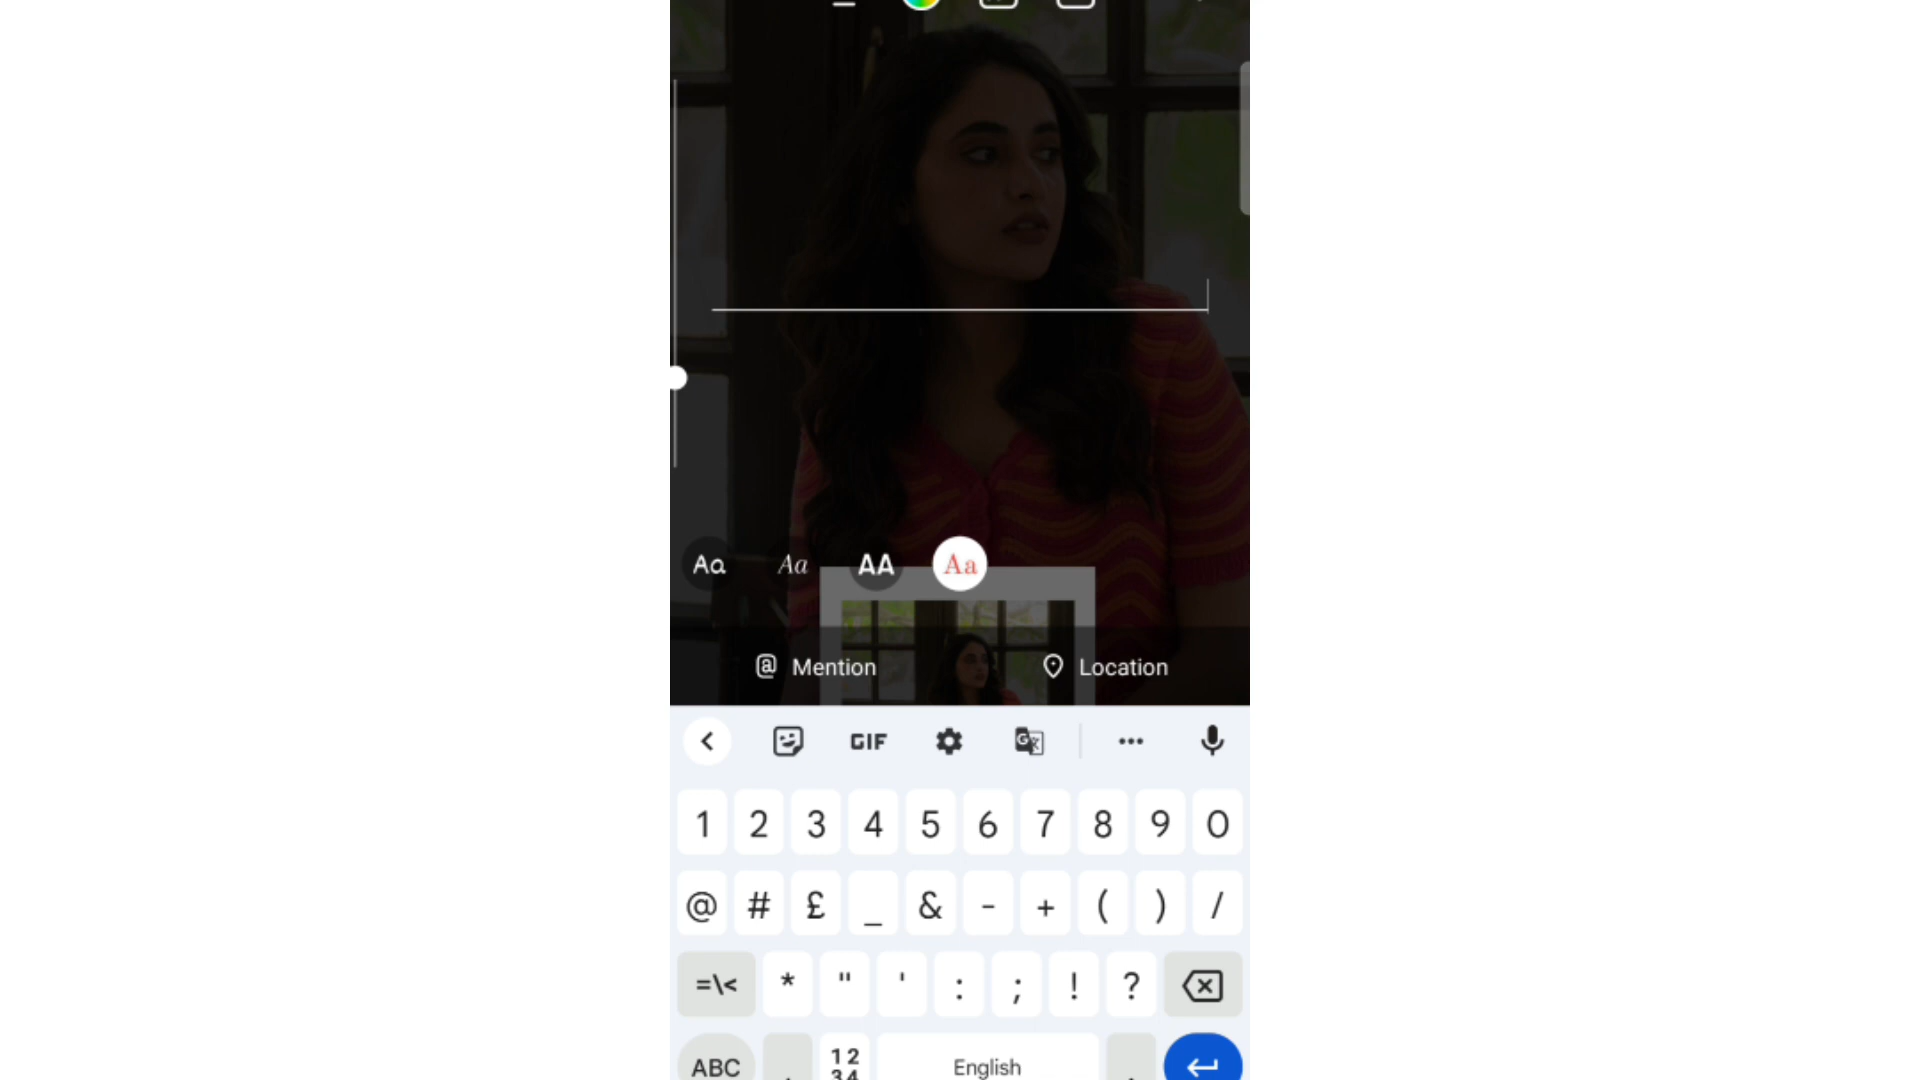 Aa Aa AA Aa
Mention Location
GIF
1 2 3 4 5 6 7 8 9 0
@ # £ _ & - + ( ) /
=\< * " ' : ; ! ?
ABC , 12 34 English .